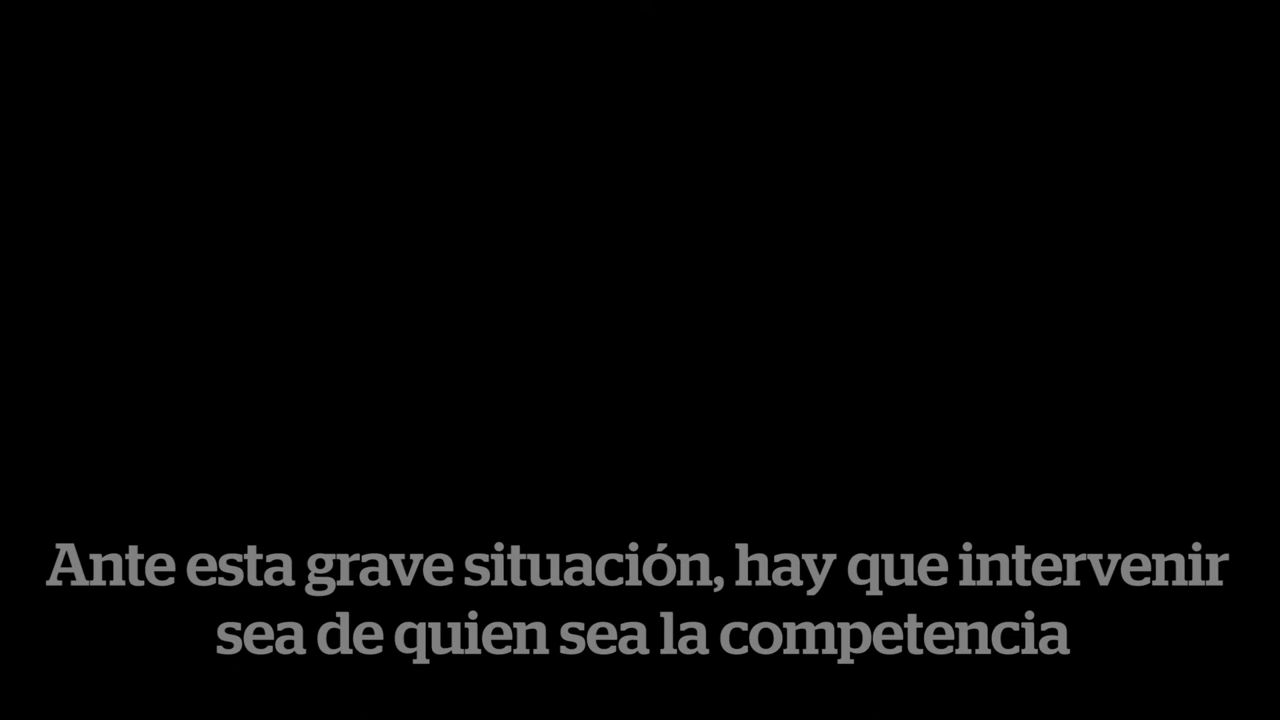 Ante esta grave situación, hay que intervenir
sea de quien sea la competencia